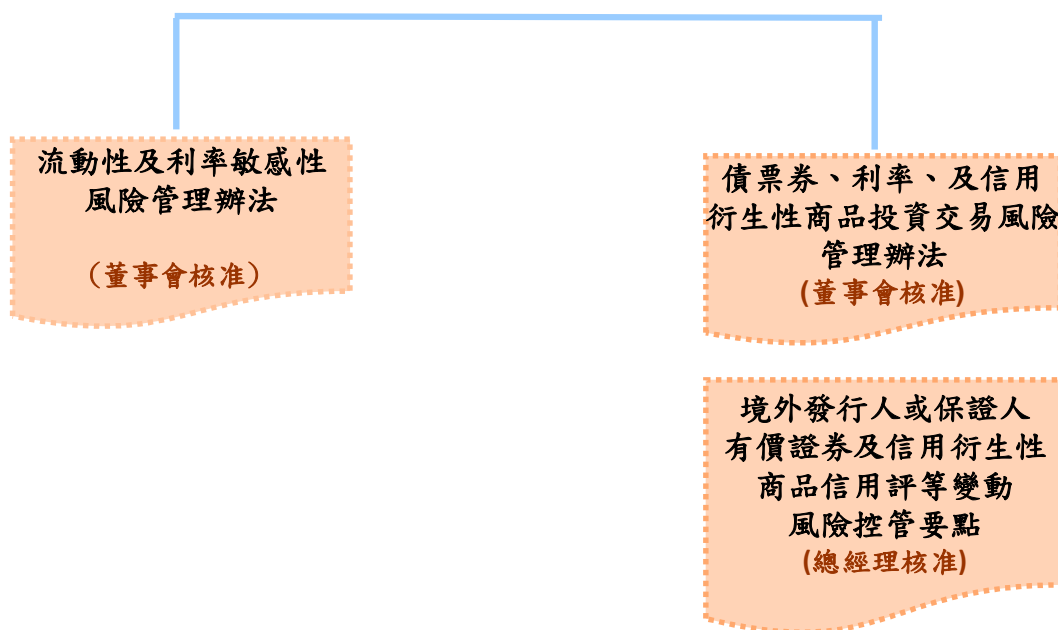 流動性及利率敏感性
風險管理辦法
（董事會核准）
債票券、利率、及信用
衍生性商品投資交易風險
管理辦法
(董事會核准)
境外發行人或保證人
有價證券及信用衍生性
商品信用評等變動
風險控管要點
(總經理核准)